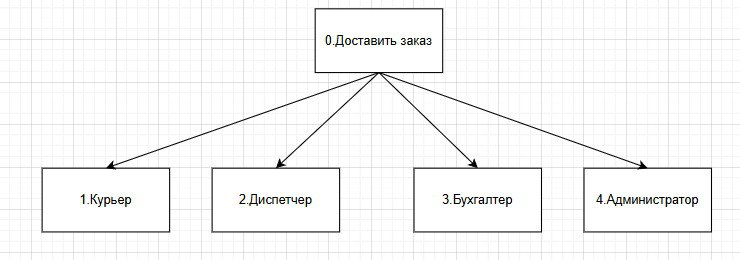 0.Доставить заказ
1.Курьер
2.Диспетчер
3.Бухгалтер
4.Администратор